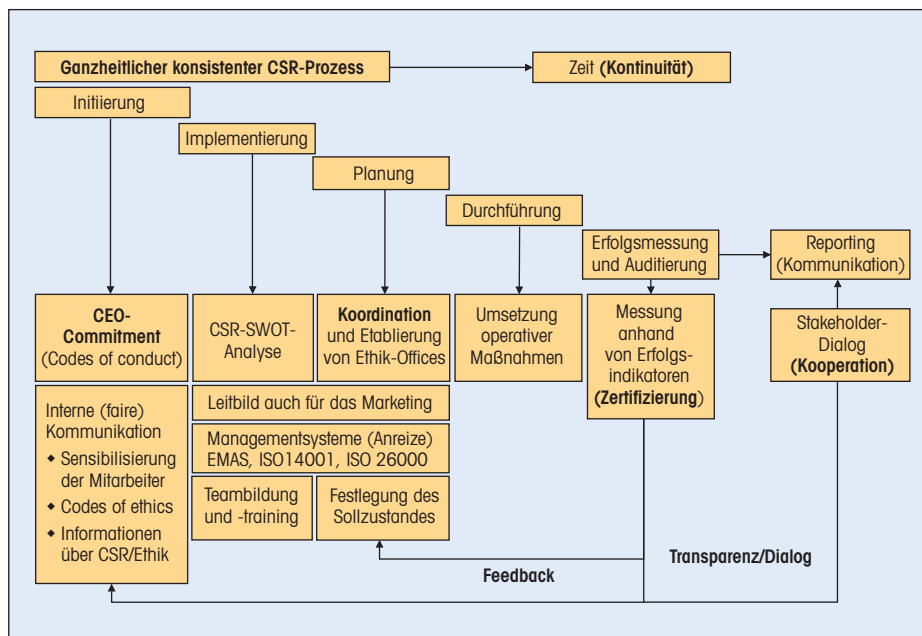 Ganzheitlicher konsistenter CSR-Prozess
Zeit (Kontinuität)
Initiierung
Implementierung
Planung
Durchführung
Erfolgsmessung
und Auditierung
Reporting
(Kommunikation)
CEO-
Commitment
(Codes of conduct)
CSR-SWOT-
Analyse
Koordination
und Etablierung
von Ethik-Offices
Umsetzung
operativer
Maßnahmen
Messung
anhand
von Erfolgs-
indikatoren
(Zertifizierung)
Stakeholder-
Dialog
(Kooperation)
Interne (faire)
Kommunikation
◆ Sensibilisierung
der Mitarbeiter
◆ Codes of ethics
◆ Informationen
über CSR/Ethik
Leitbild auch für das Marketing
Managementsysteme (Anreize)
EMAS, ISO14001, ISO 26000
Teambildung
und -training
Festlegung des
Sollzustandes
Feedback
Transparenz/Dialog